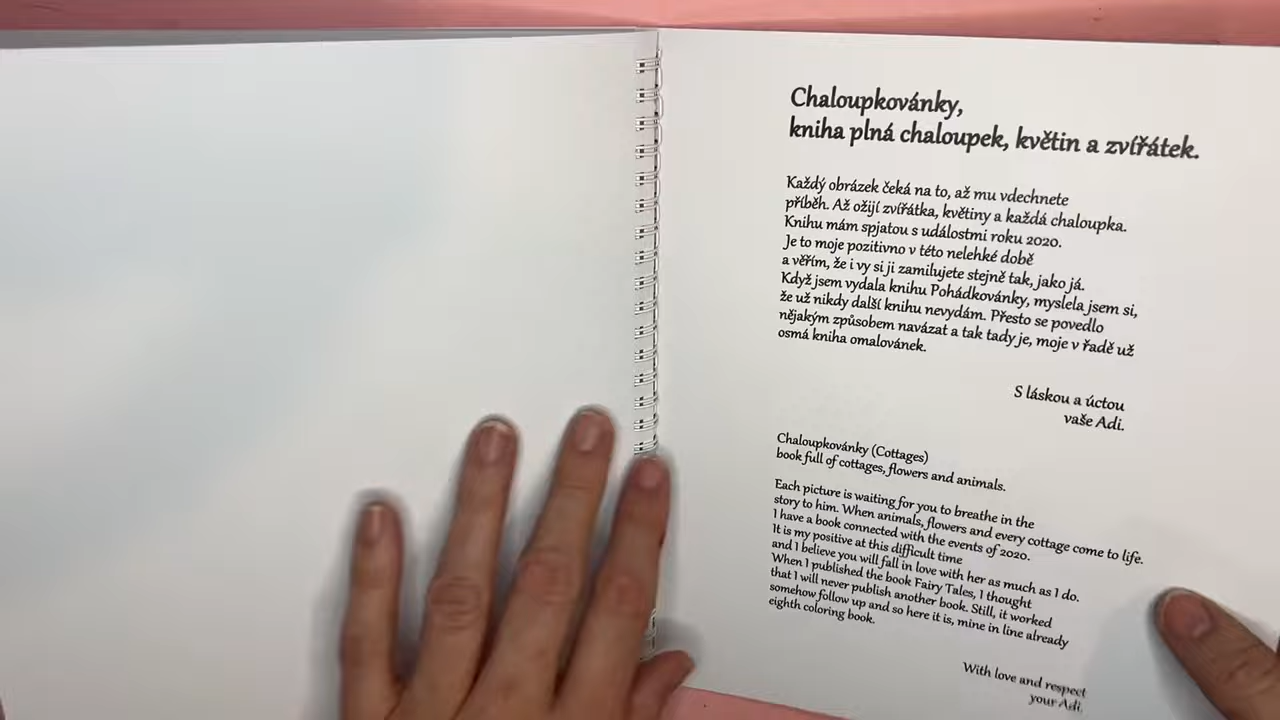 Chaloupkovánky,
kniha plná chaloupek, květin a zvířátek.
Každý obrázek čeká na to, až mu vdechnete
příběh. Až ožijí zvířátka, květiny a každá chaloupka.
Knihu mám spjatou s událostmi roku 2020.
Je to moje pozitivno v této nelehké době
a věřím, že i vy si ji zamilujete stejně tak, jako já.
Když jsem vydala knihu Pohádkovánky, myslela jsem si,
že už nikdy další knihu nevydám. Přesto se povedlo
nějakým způsobem navázat a tak tady je, moje v řadě už
osmá kniha omalovánek.
S láskou a úctou
vaše Adi.
Chaloupkovánky (Cottages)
book full of cottages, flowers and animals.
Each picture is waiting for you to breathe in the
story to him. When animals, flowers and every cottage come to life.
I have a book connected with the events of 2020.
It is my positive at this difficult time
and I believe you will fall in love with her as much as I do.
When I published the book Fairy Tales, I thought
that I will never publish another book. Still, it worked
somehow follow up and so here it is, mine in line already
eighth coloring book.
With love and respect
your Adi.